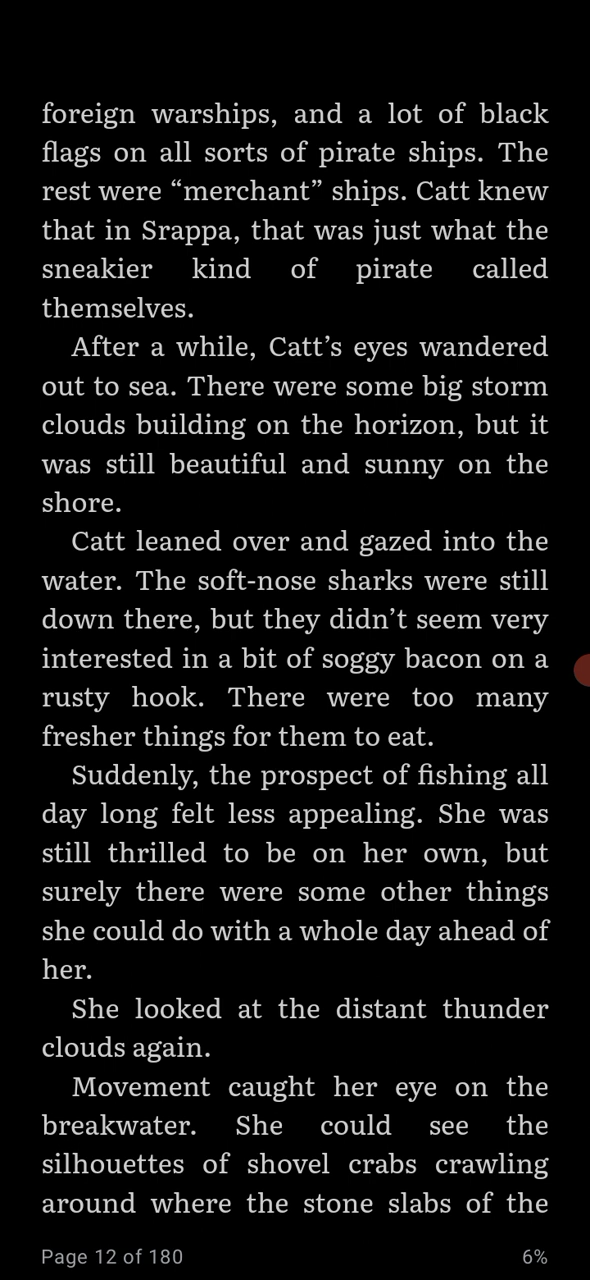 foreign warships, and a lot of black
flags on all sorts of pirate ships. The
rest were “merchant” ships. Catt knew
that in Srappa, that was just what the
sneakier kind of pirate called
themselves.
After a while, Catt’s eyes wandered
out to sea. There were some big storm
clouds building on the horizon, but it
was still beautiful and sunny on the
shore.
Catt leaned over and gazed into the
water. The soft-nose sharks were still
down there, but they didn’t seem very
interested in a bit of soggy bacon on a
rusty hook. There were too many
fresher things for them to eat.
Suddenly, the prospect of fishing all
day long felt less appealing. She was
still thrilled to be on her own, but
surely there were some other things
she could do with a whole day ahead of
her.
She looked at the distant thunder
clouds again.
Movement caught her eye on the
breakwater. She could see the
silhouettes of shovel crabs crawling
around where the stone slabs of the
Page 12 of 180 6%